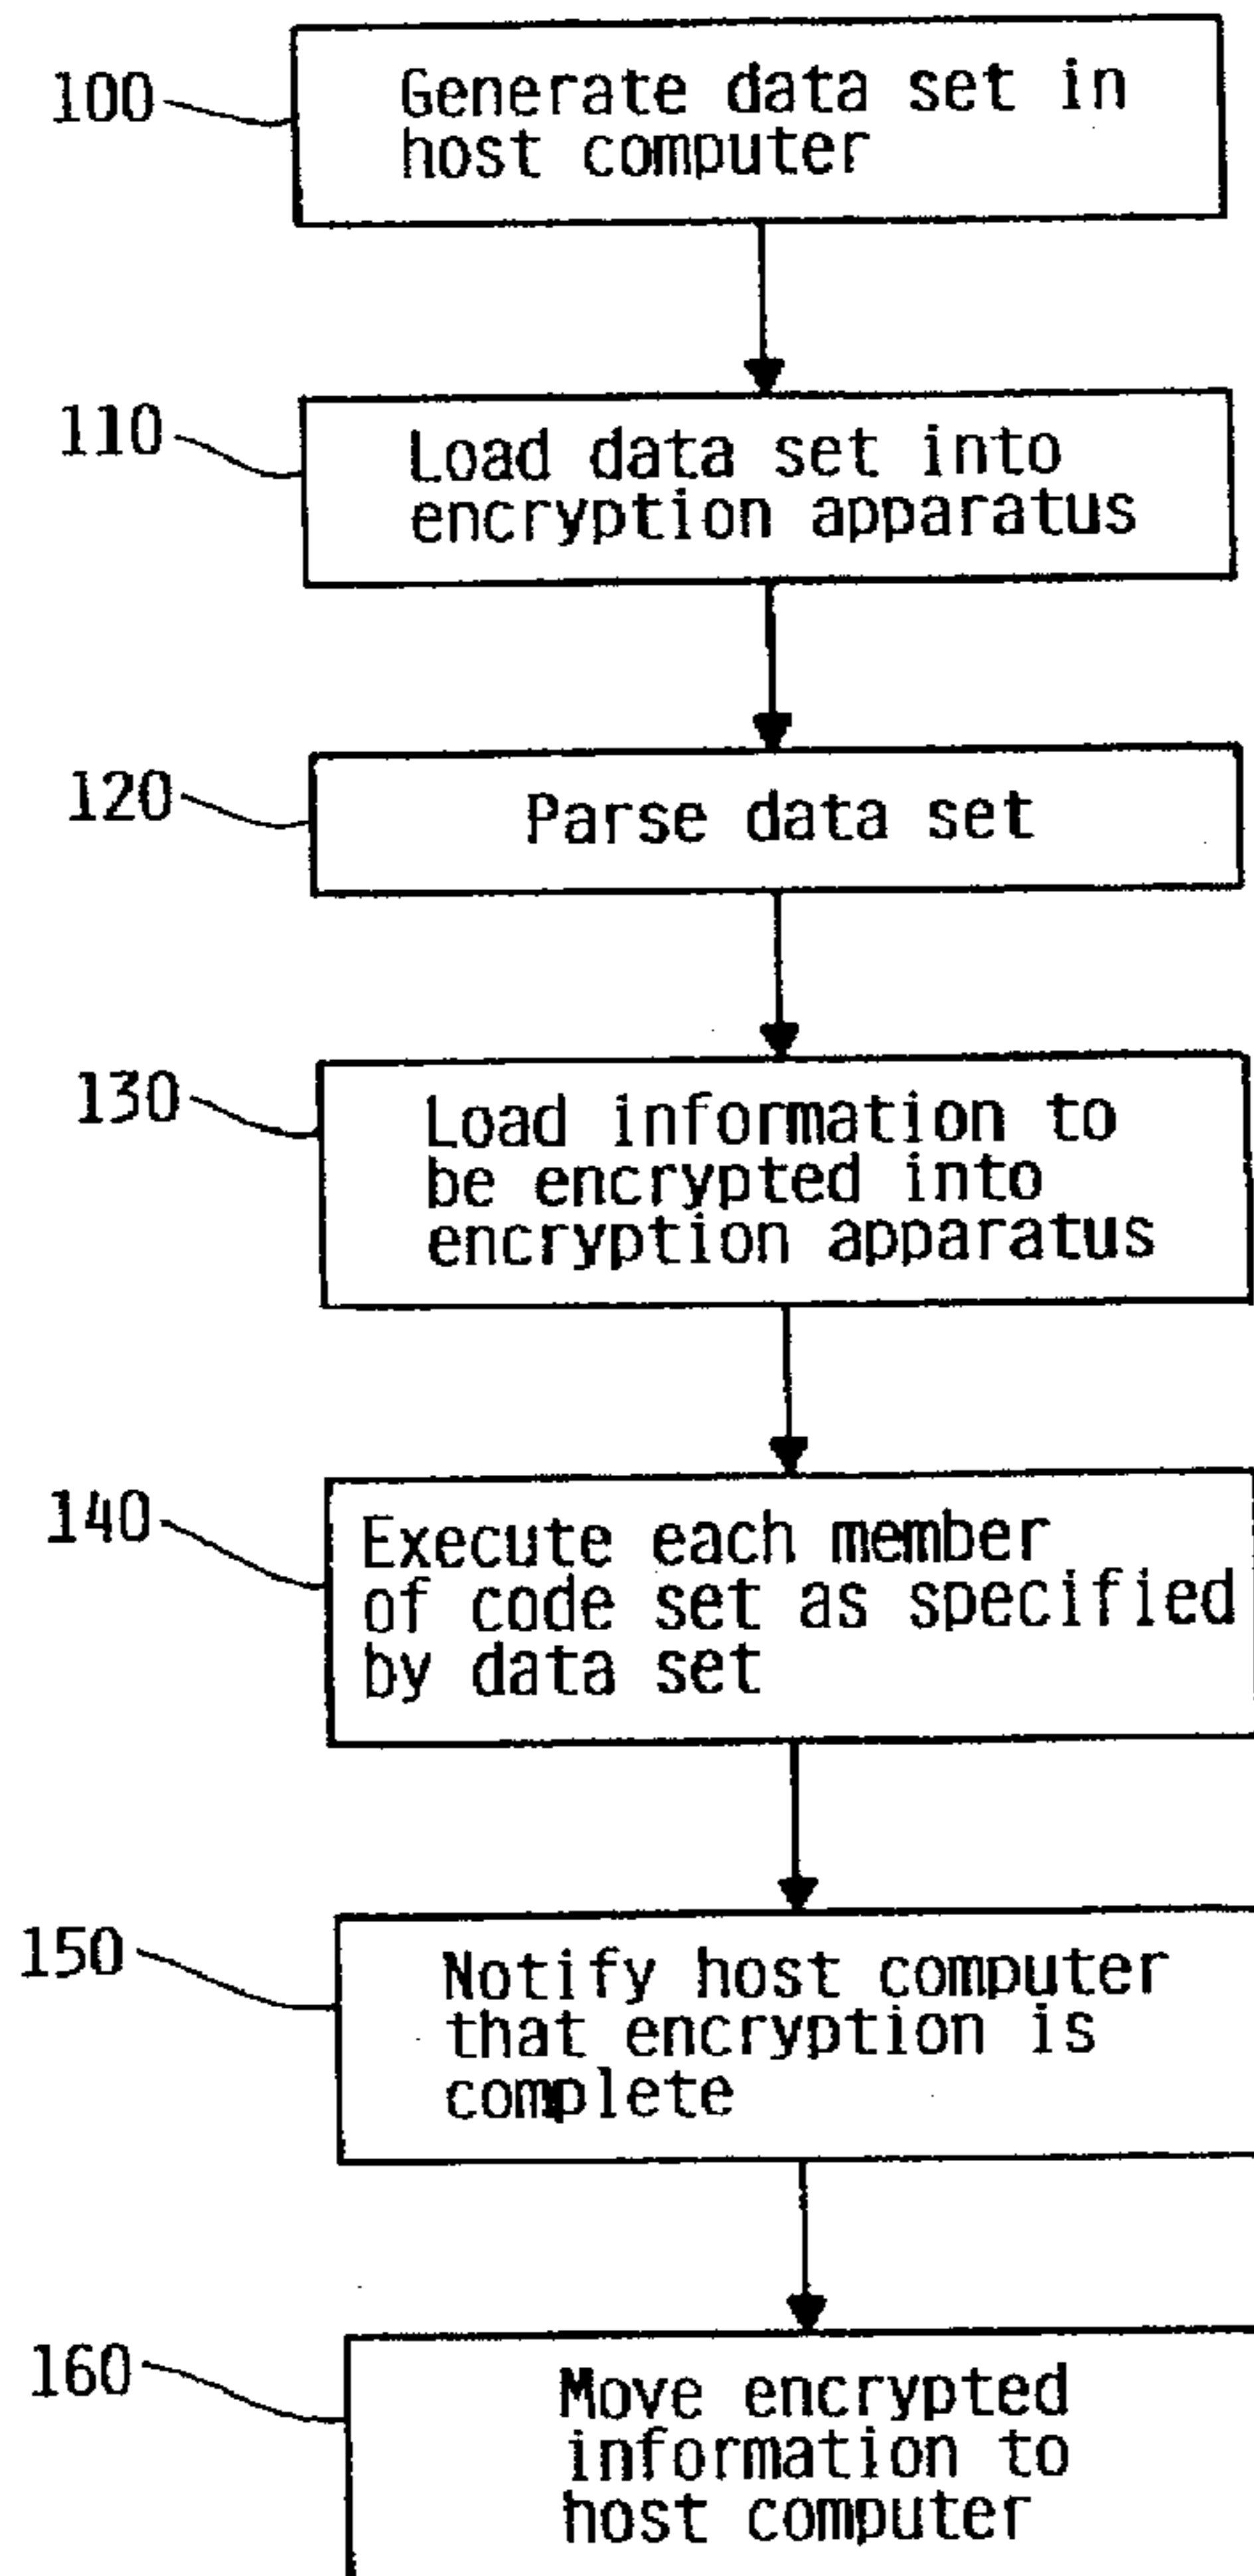 100
Generate data set in
host computer
110
Load data set into
encryption apparatus
120
Parse data set
130
Load information to
be encrypted into
encryption apparatus
140
Execute each member
of code set as specified
by data set
150
Notify host computer
that encryption is
complete
160
Move encrypted
information to
host computer